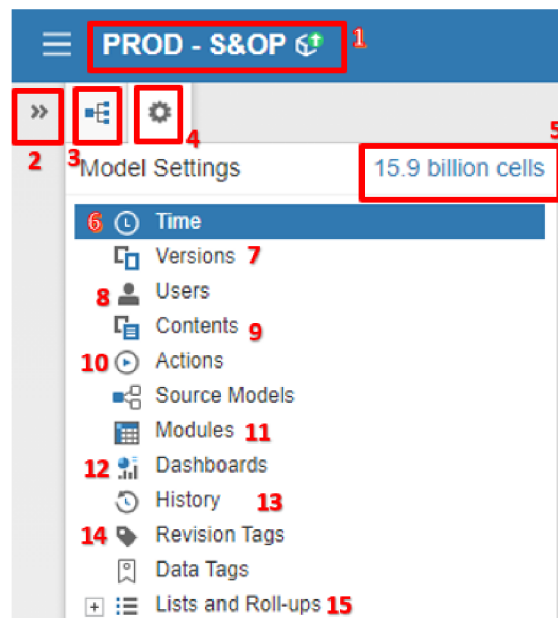 PROD - S&OP 1
5
2 3 4
Model Settings 15.9 billion cells
6 Time
Versions 7
8 Users
Contents 9
10 Actions
Source Models
Modules 11
12 Dashboards
History 13
14 Revision Tags
Data Tags
Lists and Roll-ups 15